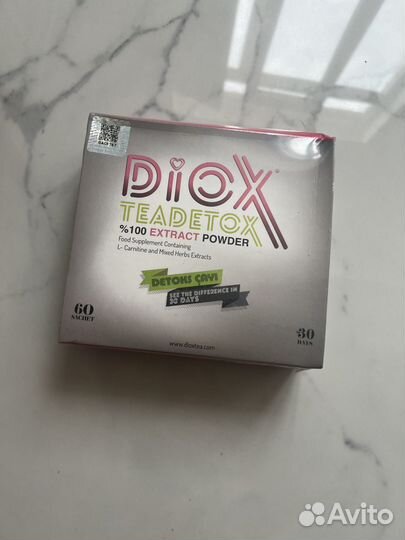 DiOX
TEADETOX
%100 EXTRACT POWDER
Food Supplement Containing
L- Carnitine and Mixed Herbs Extracts
DETOKS ÇAYI
SEE THE DIFFERENCE IN
30 DAYS
60
SACHET
30
DAYS
www.dioxtea.com
Avito